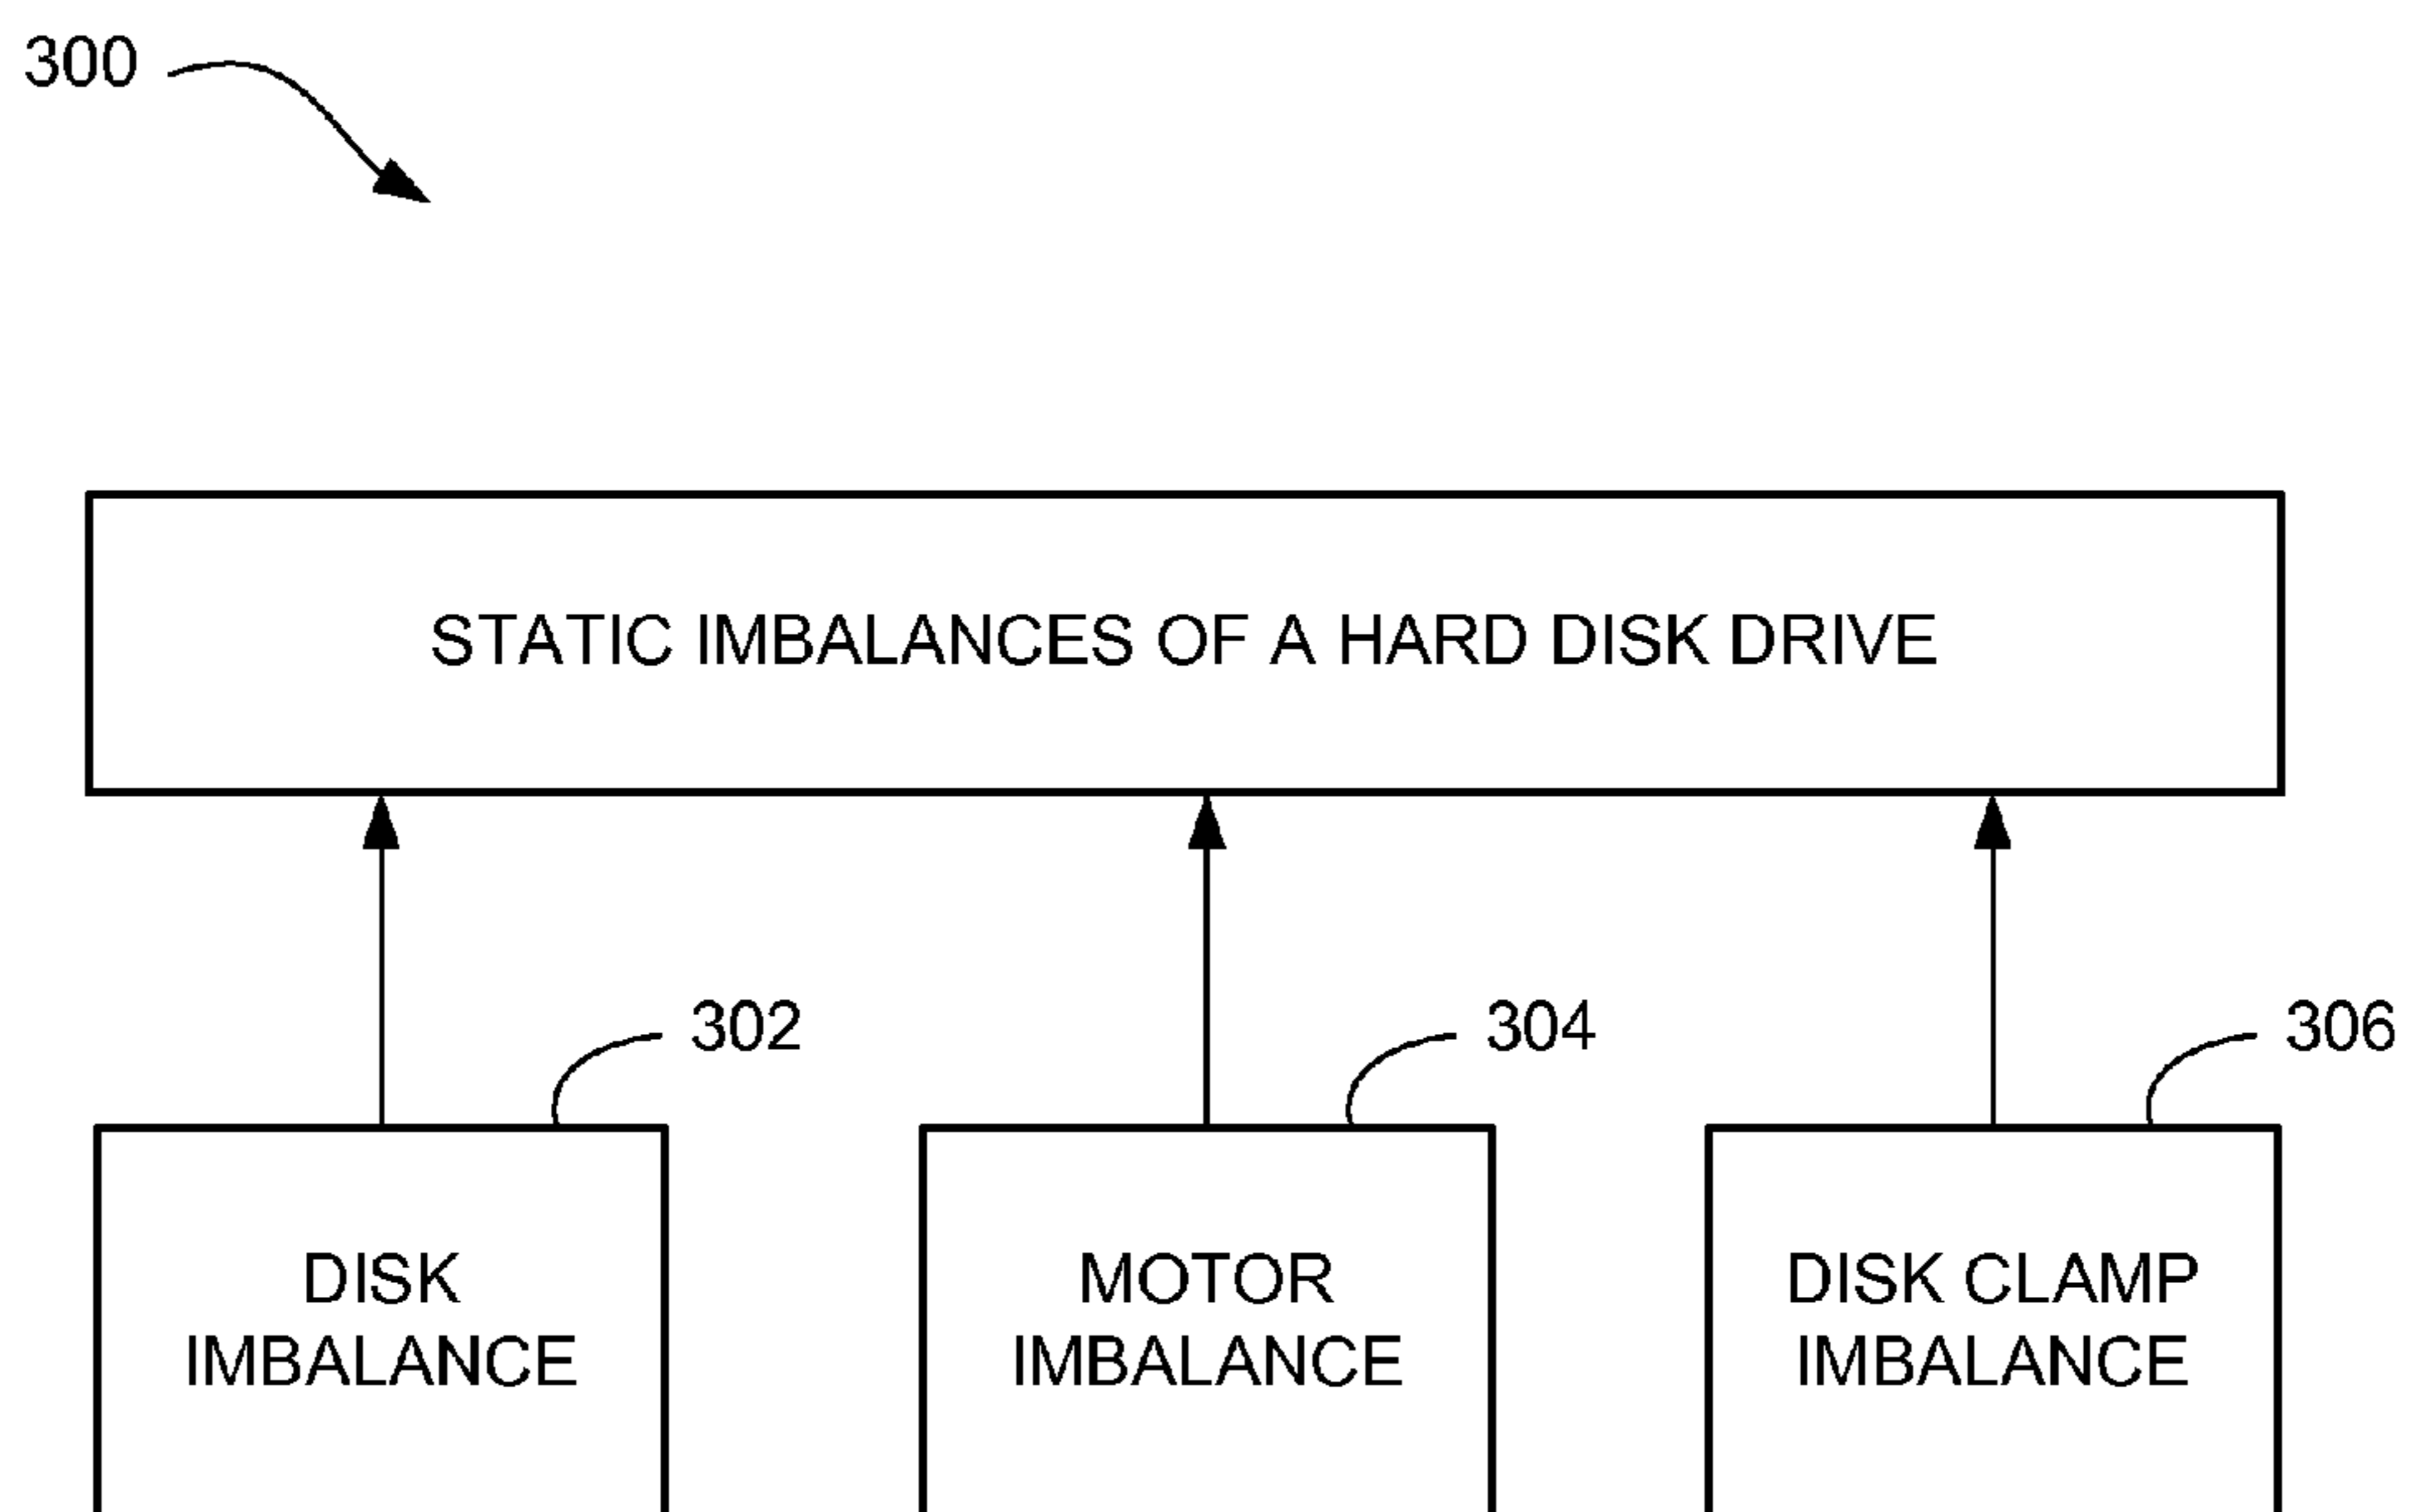 300
STATIC IMBALANCES OF A HARD DISK DRIVE
302
304
306
DISK
IMBALANCE
MOTOR
IMBALANCE
DISK CLAMP
IMBALANCE